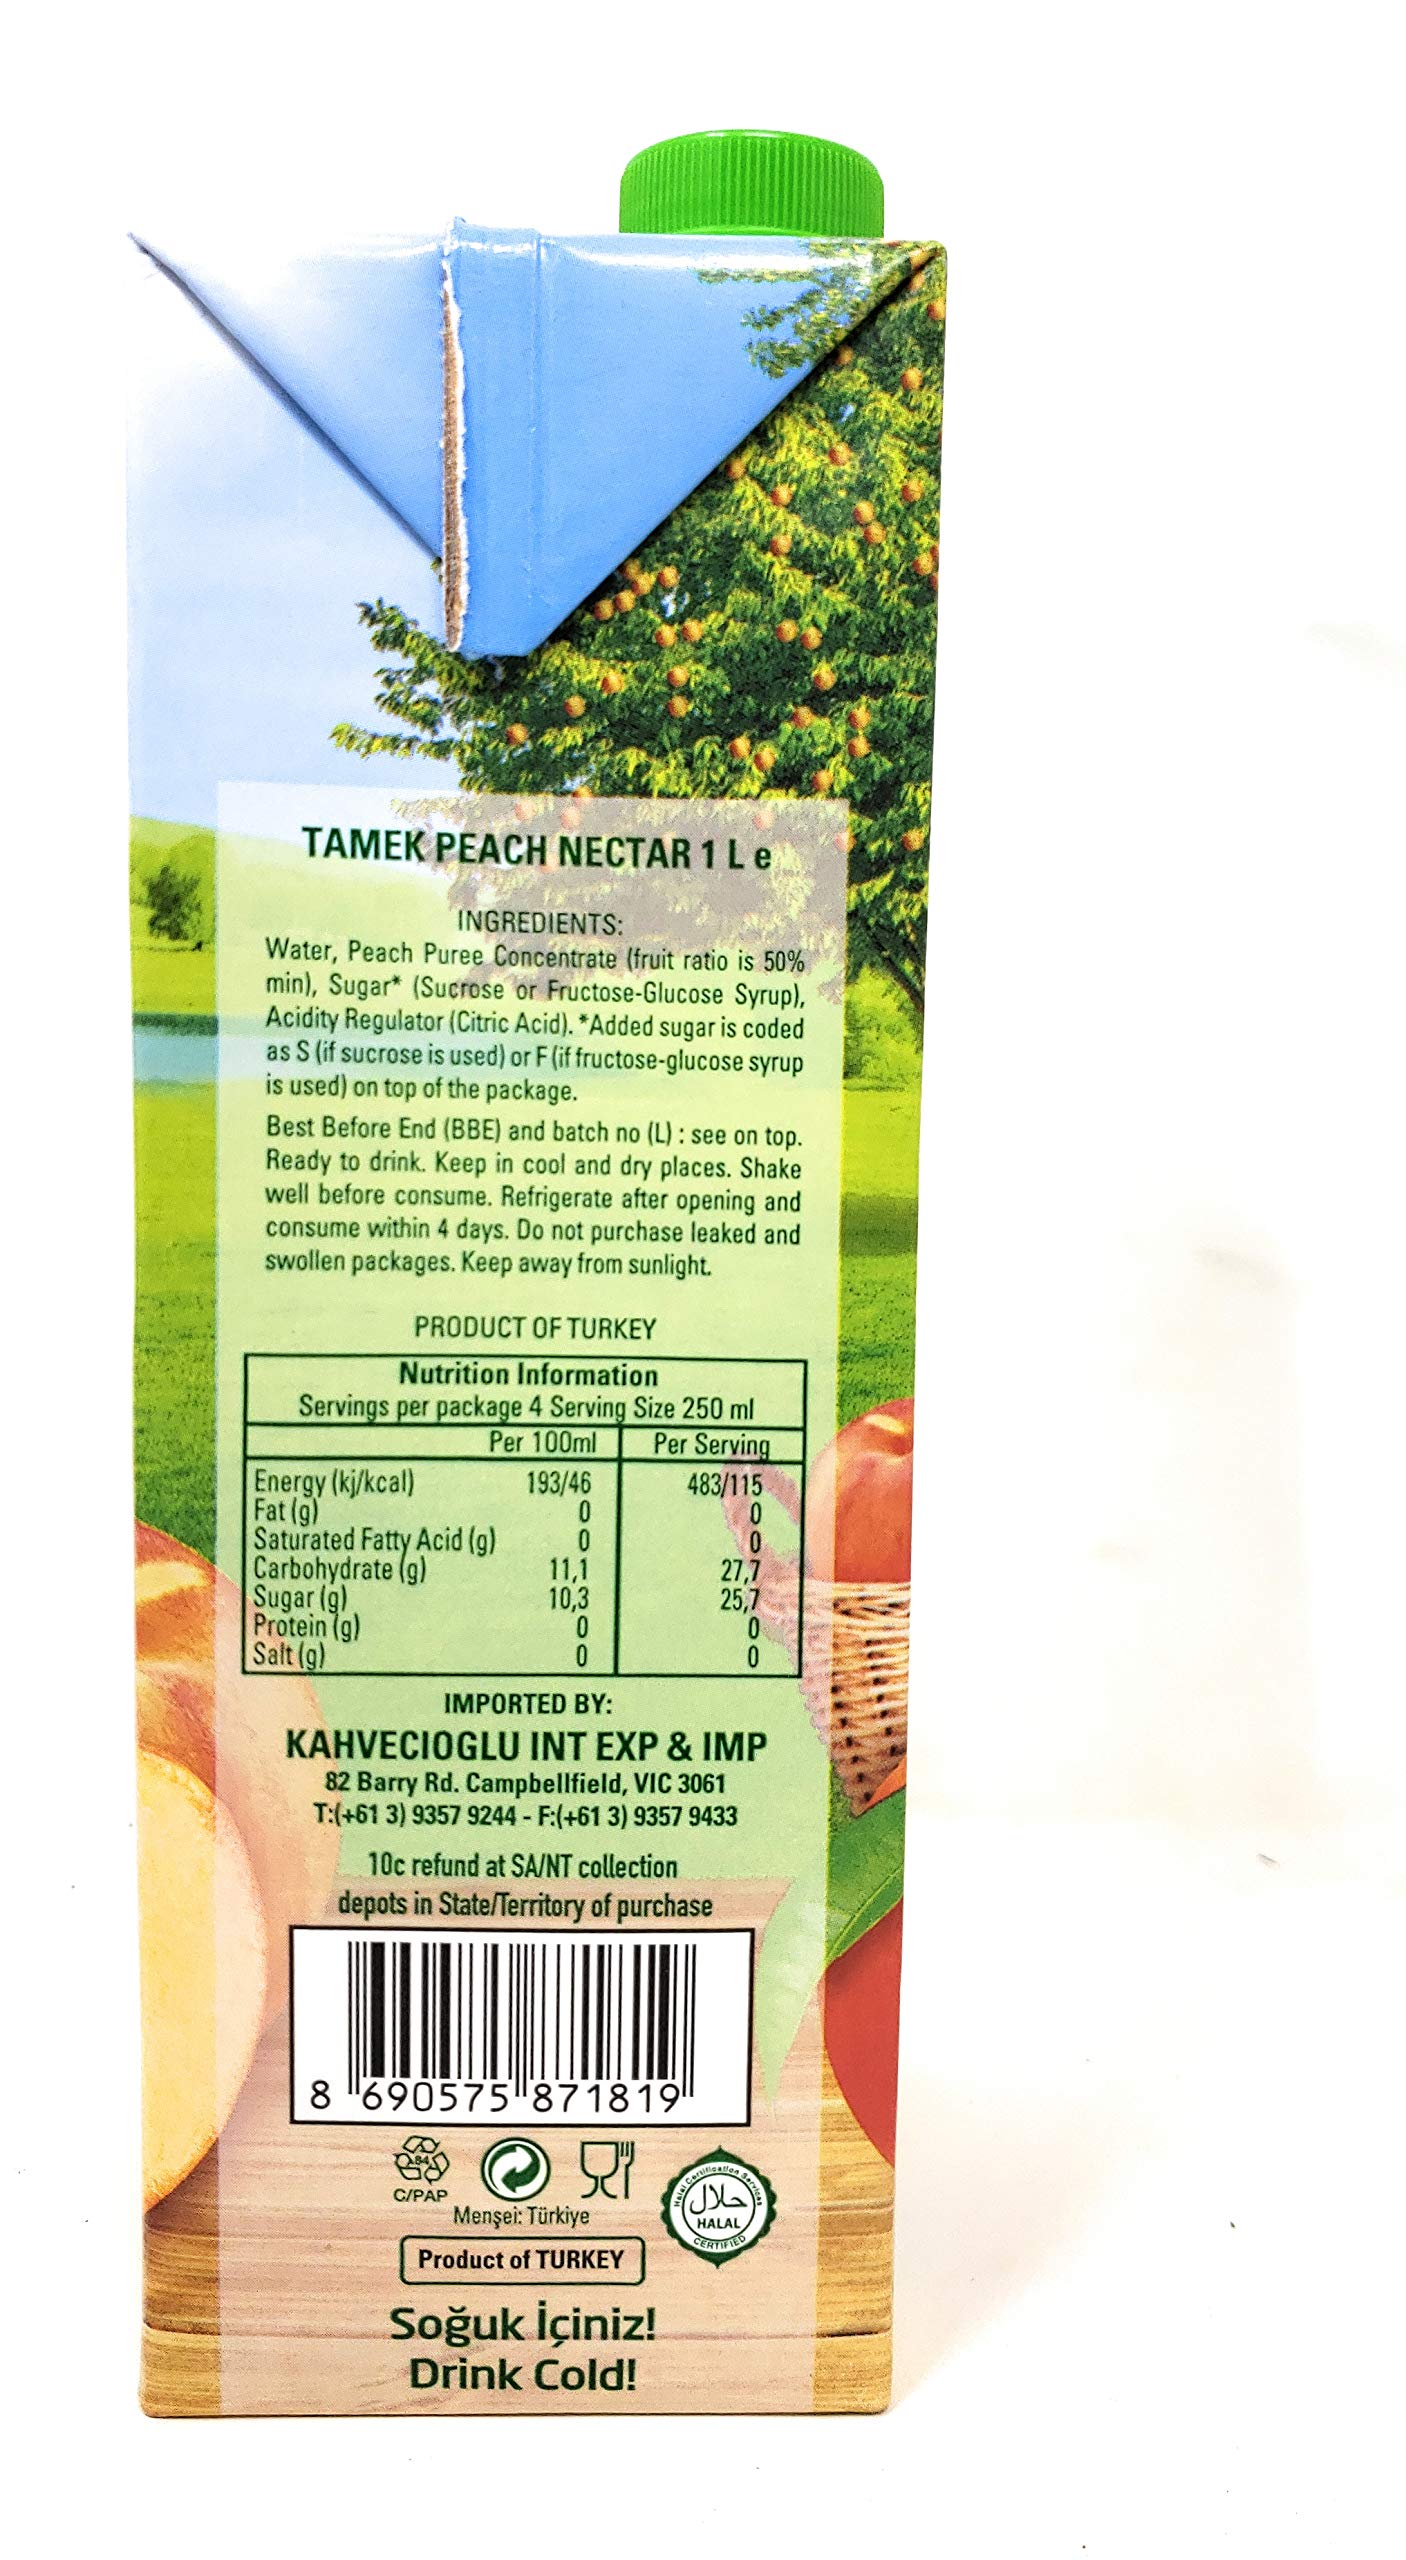 TAMEK PEACH NECTAR 1 L e
INGREDIENTS:
Water, Peach Puree Concentrate (fruit ratio is 50%
min), Sugar* (Sucrose or Fructose-Glucose Syrup),
Acidity Regulator (Citric Acid). *Added sugar is coded
as S (if sucrose is used) or F (if fructose-glucose syrup
is used) on top of the package.
Best Before End (BBE) and batch no (L) : see on top.
Ready to drink. Keep in cool and dry places. Shake
well before consume. Refrigerate after opening and
consume within 4 days. Do not purchase leaked and
swollen packages. Keep away from sunlight.
PRODUCT OF TURKEY
Nutrition Information
Servings per package 4 Serving Size 250 ml
Per 100ml Per Serving
Energy (kj/kcal) 193/46 483/115
Fat (g) 0 0
Saturated Fatty Acid (g) 0 0
Carbohydrate (g) 11,1 27,7
Sugar (g) 10,3 25,7
Protein (g) 0 0
Salt (g) 0 0
IMPORTED BY:
KAHVECIOGLU INT EXP & IMP
82 Barry Rd. Campbellfield, VIC 3061
T:(+61 3) 9357 9244 - F:(+61 3) 9357 9433
10c refund at SA/NT collection
depots in State/Territory of purchase
8 690575 871819
84
C/PAP
Halal Certification Services
حلال
HALAL
CERTIFIED
Menşei: Türkiye
Product of TURKEY
Soğuk İçiniz!
Drink Cold!